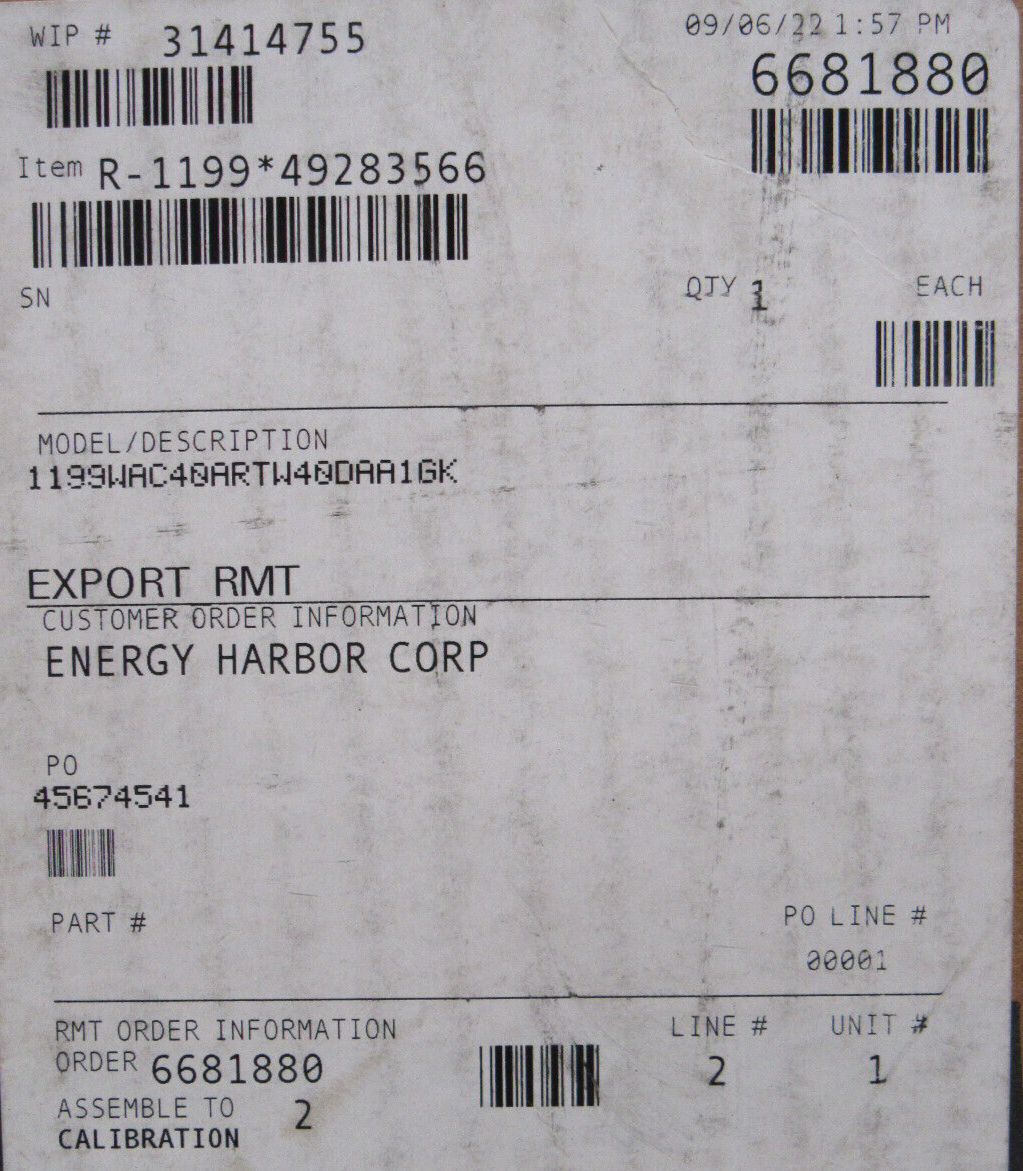 WIP # 31414755
09/06/22 1:57 PM
6681880
Item R-1199*49283566
SN
QTY 1 EACH
MODEL/DESCRIPTION
1199WAC40ARTW40DAA1GK
EXPORT RMT
CUSTOMER ORDER INFORMATION
ENERGY HARBOR CORP
PO
45674541
PART #
PO LINE #
00001
RMT ORDER INFORMATION
LINE # UNIT #
ORDER 6681880
2 1
ASSEMBLE TO 2
CALIBRATION